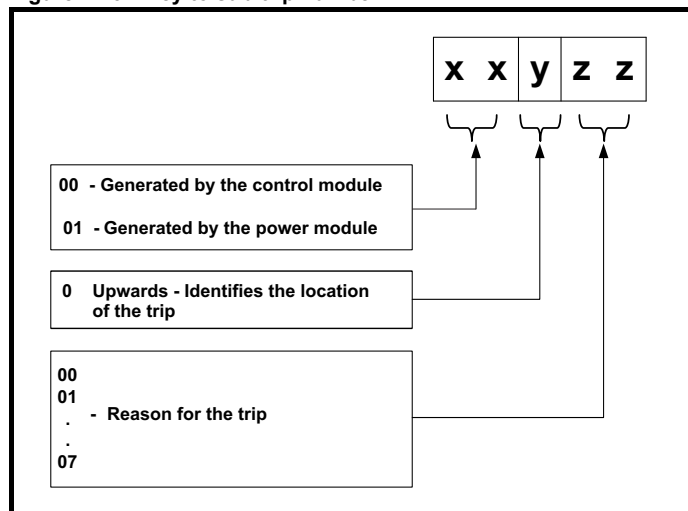 x x y z z
00 - Generated by the control module
01 - Generated by the power module
0 Upwards - Identifies the location
of the trip
00
01
.
- Reason for the trip
.
07